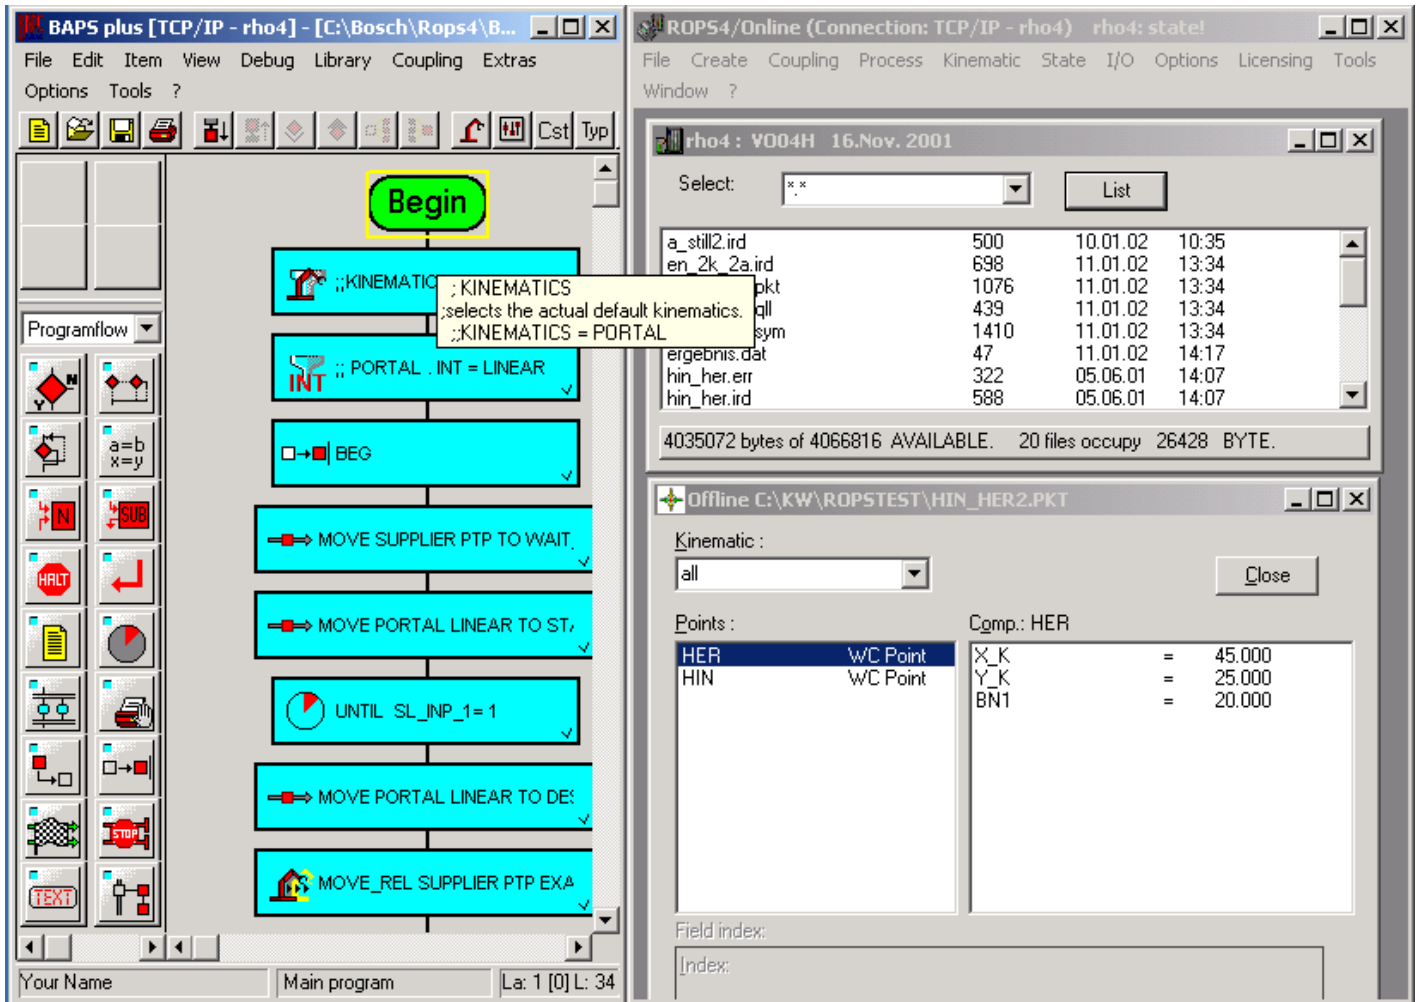 BAPS plus [TCP/IP - rho4] - [C:\Bosch\Rops4\B...
File Edit Item View Debug Library Coupling Extras
Options Tools ?
Cst Typ
Begin
;;KINEMATIC
; KINEMATICS
;selects the actual default kinematics.
;;KINEMATICS = PORTAL
Programflow
INT ;; PORTAL . INT = LINEAR
N
Y
a=b
x=y
BEG
N
SUB
MOVE SUPPLIER PTP TO WAIT_
HALT
MOVE PORTAL LINEAR TO ST
UNTIL SL_INP_1= 1
MOVE PORTAL LINEAR TO DES
STOP
TEXT
MOVE_REL SUPPLIER PTP EXA
Your Name Main program La: 1 [0] L: 34
ROPS4/Online (Connection: TCP/IP - rho4) rho4: state!
File Create Coupling Process Kinematic State I/O Options Licensing Tools
Window ?
rho4 : VO04H 16.Nov. 2001
Select: *.* List
a_still2.ird 500 10.01.02 10:35
en_2k_2a.ird 698 11.01.02 13:34
pkt 1076 11.01.02 13:34
qll 439 11.01.02 13:34
sym 1410 11.01.02 13:34
ergebnis.dat 47 11.01.02 14:17
hin_her.err 322 05.06.01 14:07
hin_her.ird 588 05.06.01 14:07
4035072 bytes of 4066816 AVAILABLE. 20 files occupy 26428 BYTE.
Offline C:\KW\ROPSTEST\HIN_HER2.PKT
Kinematic :
all Close
Points : Comp.: HER
HER WC Point
HIN WC Point
X_K = 45.000
Y_K = 25.000
BN1 = 20.000
Field index:
Index: